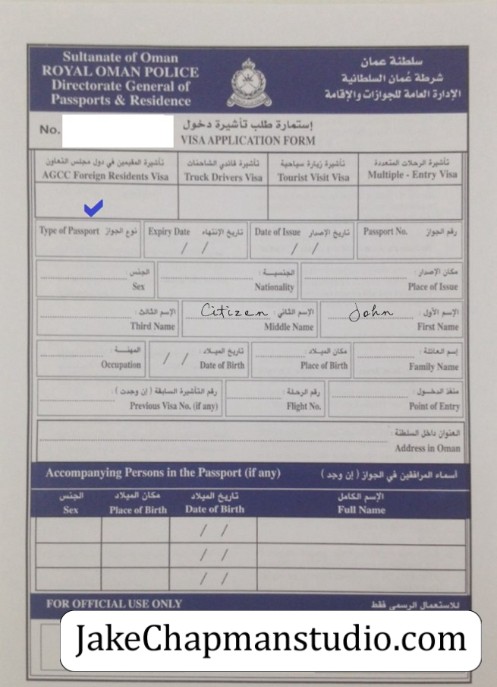 Sultanate of Oman
ROYAL OMAN POLICE
Directorate General of
Passports & Residence
سلطنة عمان
شرطة عُمان السلطانية
الإدارة العامة للجوازات والإقامة
No.
إستمارة طلب تأشيرة دخول
VISA APPLICATION FORM
تأشيرة المقيمين في دول مجلس التعاون
AGCC Foreign Residents Visa
تأشيرة قائدي الشاحنات
Truck Drivers Visa
تأشيرة زيارة سياحية
Tourist Visit Visa
تأشيرة الرحلات المتعددة
Multiple - Entry Visa
Type of Passport نوع الجواز
Expiry Date تاريخ الإنتهاء
/ /
Date of Issue تاريخ الإصدار
/ /
Passport No. رقم الجواز
الجنس :
Sex
الجنسية :
Nationality
مكان الإصدار :
Place of Issue
الإسم الثالث :
Third Name
الإسم الثاني : Citizen
Middle Name
الإسم الأول : John
First Name
المهنة :
Occupation
تاريخ الميلاد :
/ / Date of Birth
مكان الميلاد :
Place of Birth
إسم العائلة :
Family Name
رقم التأشيرة السابقة ( إن وجدت ) :
Previous Visa No. (if any)
رقم الرحلة :
Flight No.
منفذ الدخول :
Point of Entry
العنوان داخل السلطنة :
Address in Oman
Accompanying Persons in the Passport (if any)
أسماء المرافقين في الجواز ( إن وجد )
الجنس
Sex
مكان الميلاد
Place of Birth
تاريخ الميلاد
Date of Birth
الإسم الكامل
Full Name
/ /
/ /
/ /
FOR OFFICIAL USE ONLY
للاستعمال الرسمي فقط
JakeChapmanstudio.com